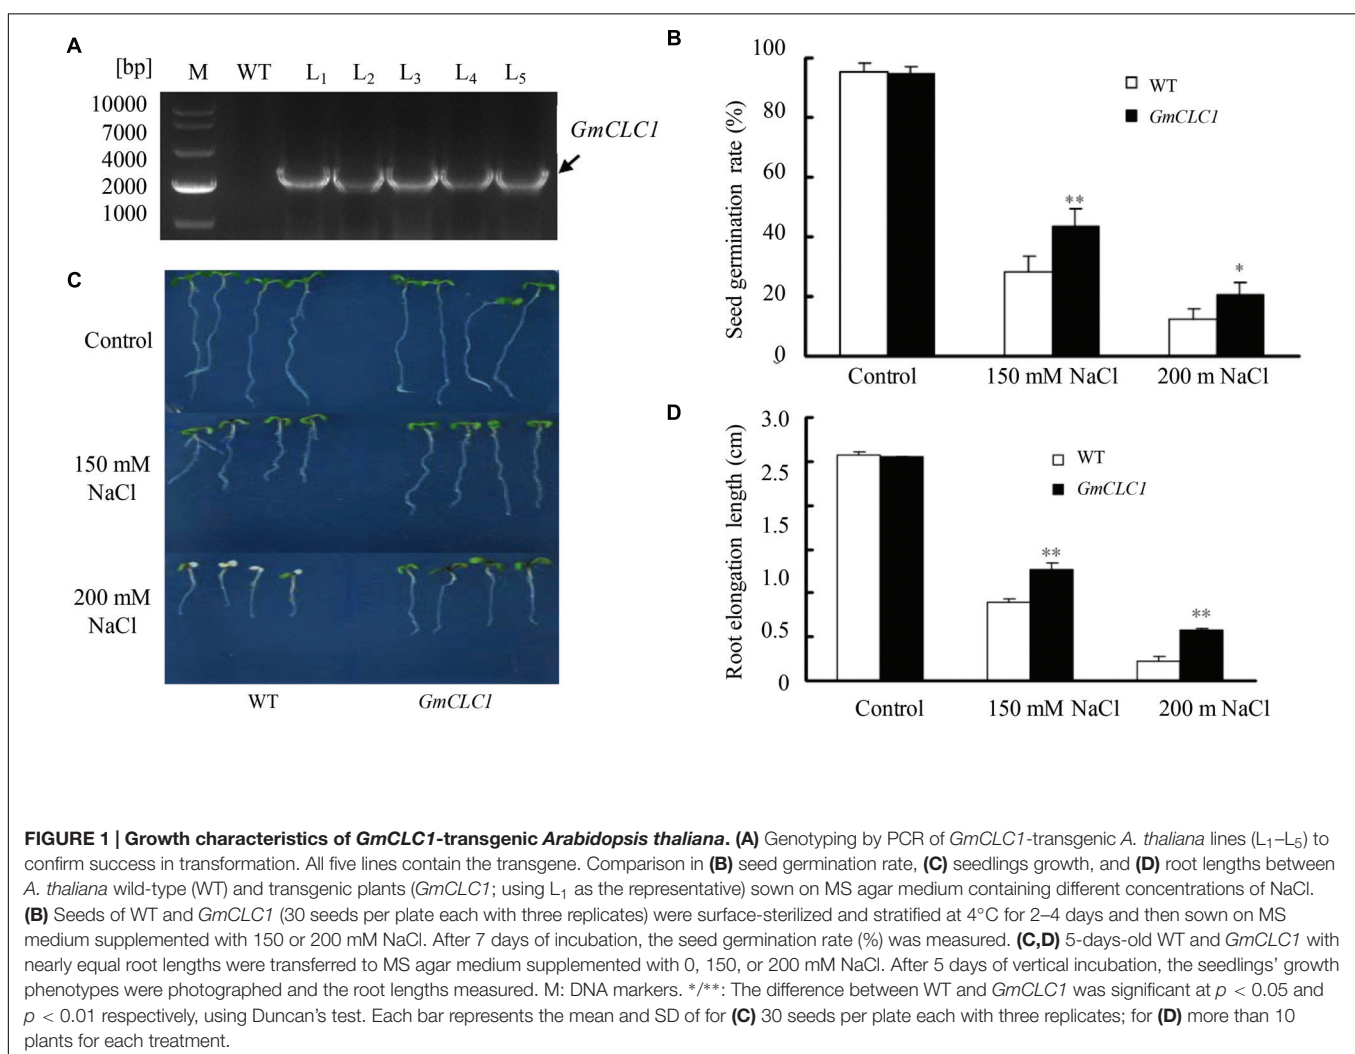 A
[bp] M WT L1 L2 L3 L4 L5
10000
7000
4000
2000
1000
GmCLC1
B
Seed germination rate (%)
100
80
60
40
20
0
WT
GmCLC1
**
*
Control 150 mM NaCl 200 m NaCl
C
Control
150 mM
NaCl
200 mM
NaCl
WT GmCLC1
D
Root elongation length (cm)
3.0
2.5
1.5
1.0
0.5
0
WT
GmCLC1
**
**
Control 150 mM NaCl 200 m NaCl
FIGURE 1 | Growth characteristics of GmCLC1-transgenic Arabidopsis thaliana. (A) Genotyping by PCR of GmCLC1-transgenic A. thaliana lines (L1–L5) to
confirm success in transformation. All five lines contain the transgene. Comparison in (B) seed germination rate, (C) seedlings growth, and (D) root lengths between
A. thaliana wild-type (WT) and transgenic plants (GmCLC1; using L1 as the representative) sown on MS agar medium containing different concentrations of NaCl.
(B) Seeds of WT and GmCLC1 (30 seeds per plate each with three replicates) were surface-sterilized and stratified at 4°C for 2–4 days and then sown on MS
medium supplemented with 150 or 200 mM NaCl. After 7 days of incubation, the seed germination rate (%) was measured. (C,D) 5-days-old WT and GmCLC1 with
nearly equal root lengths were transferred to MS agar medium supplemented with 0, 150, or 200 mM NaCl. After 5 days of vertical incubation, the seedlings' growth
phenotypes were photographed and the root lengths measured. M: DNA markers. */**: The difference between WT and GmCLC1 was significant at p < 0.05 and
p < 0.01 respectively, using Duncan's test. Each bar represents the mean and SD of for (C) 30 seeds per plate each with three replicates; for (D) more than 10
plants for each treatment.